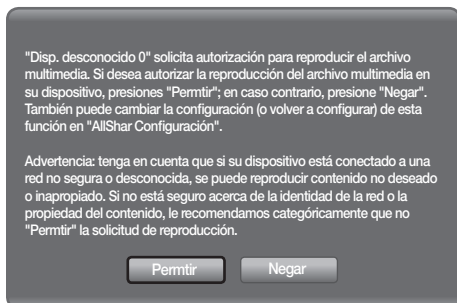 "Disp. desconocido 0" solicita autorización para reproducir el archivo
multimedia. Si desea autorizar la reproducción del archivo multimedia en
su dispositivo, presiones "Permtir"; en caso contrario, presione "Negar".
También puede cambiar la configuración (o volver a configurar) de esta
función en "AllShar Configuración".
Advertencia: tenga en cuenta que si su dispositivo está conectado a una
red no segura o desconocida, se puede reproducir contenido no deseado
o inapropiado. Si no está seguro acerca de la identidad de la red o la
propiedad del contenido, le recomendamos categóricamente que no
"Permtir" la solicitud de reproducción.
Permtir
Negar